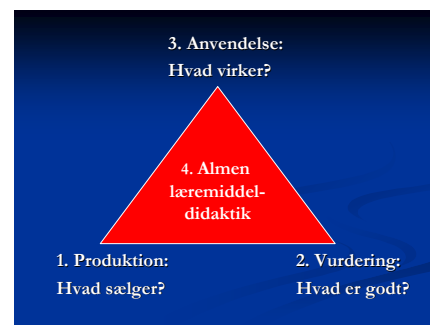 3. Anvendelse:
Hvad virker?
4. Almen
læremiddel-
didaktik
1. Produktion:
Hvad sælger?
2. Vurdering:
Hvad er godt?